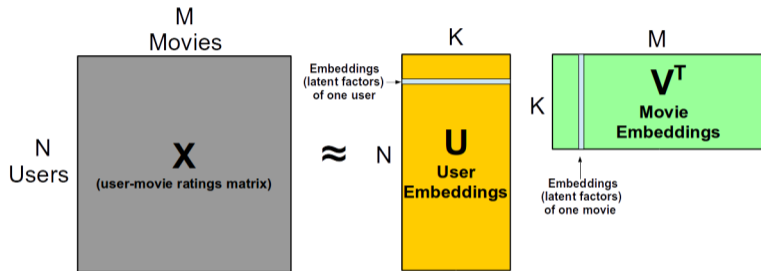 M
Movies
N
Users
X
(user-movie ratings matrix)
≈
Embeddings
(latent factors)
of one user
K
N
U
User
Embeddings
M
K
V^T
Movie
Embeddings
Embeddings
(latent factors)
of one movie